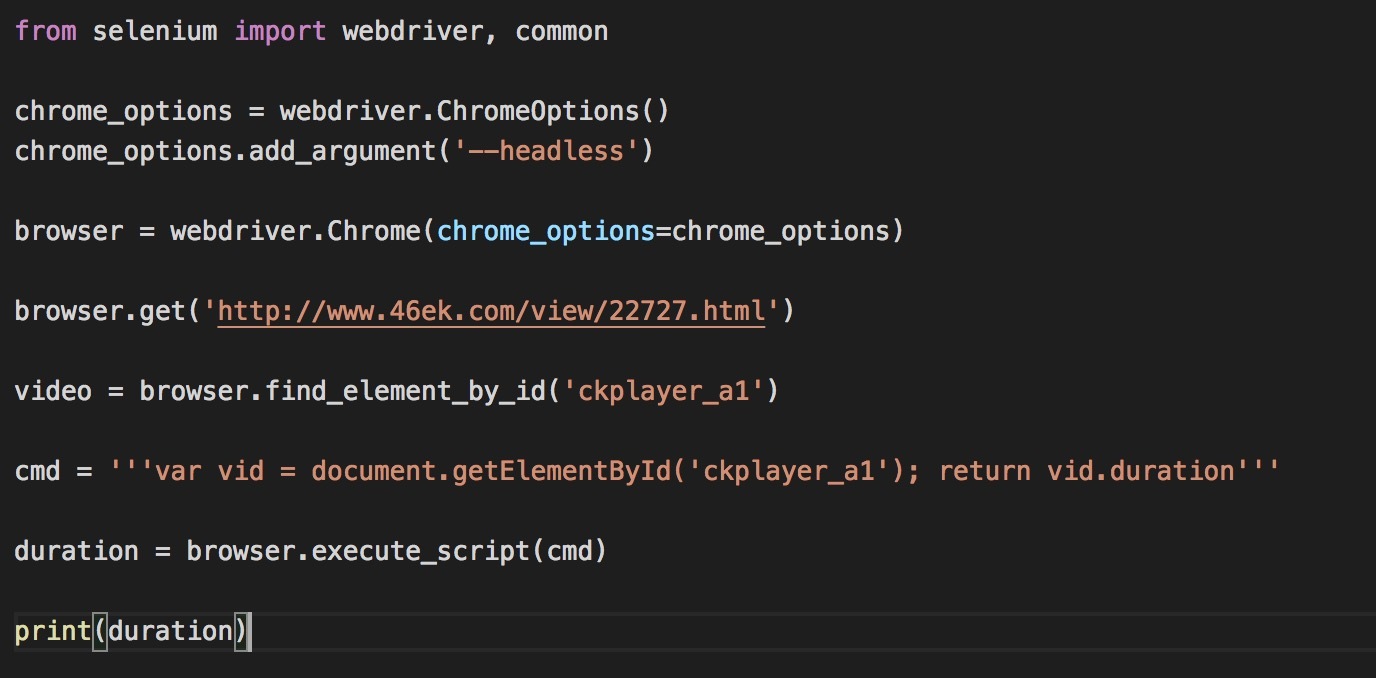 from selenium import webdriver, common
chrome_options = webdriver.ChromeOptions()
chrome_options.add_argument('--headless')
browser = webdriver.Chrome(chrome_options=chrome_options)
browser.get('http://www.46ek.com/view/22727.html')
video = browser.find_element_by_id('ckplayer_a1')
cmd = '''var vid = document.getElementById('ckplayer_a1'); return vid.duration'''
duration = browser.execute_script(cmd)
print(duration)